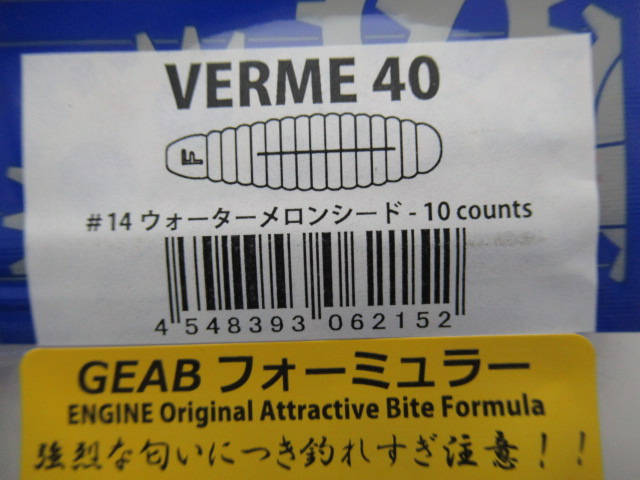 VERME 40
F
#14 ウォーターメロンシード - 10 counts
4 548393 062152
GEAB フォーミュラー
ENGINE Original Attractive Bite Formula
強烈な匂いにつき釣れすぎ注意！！